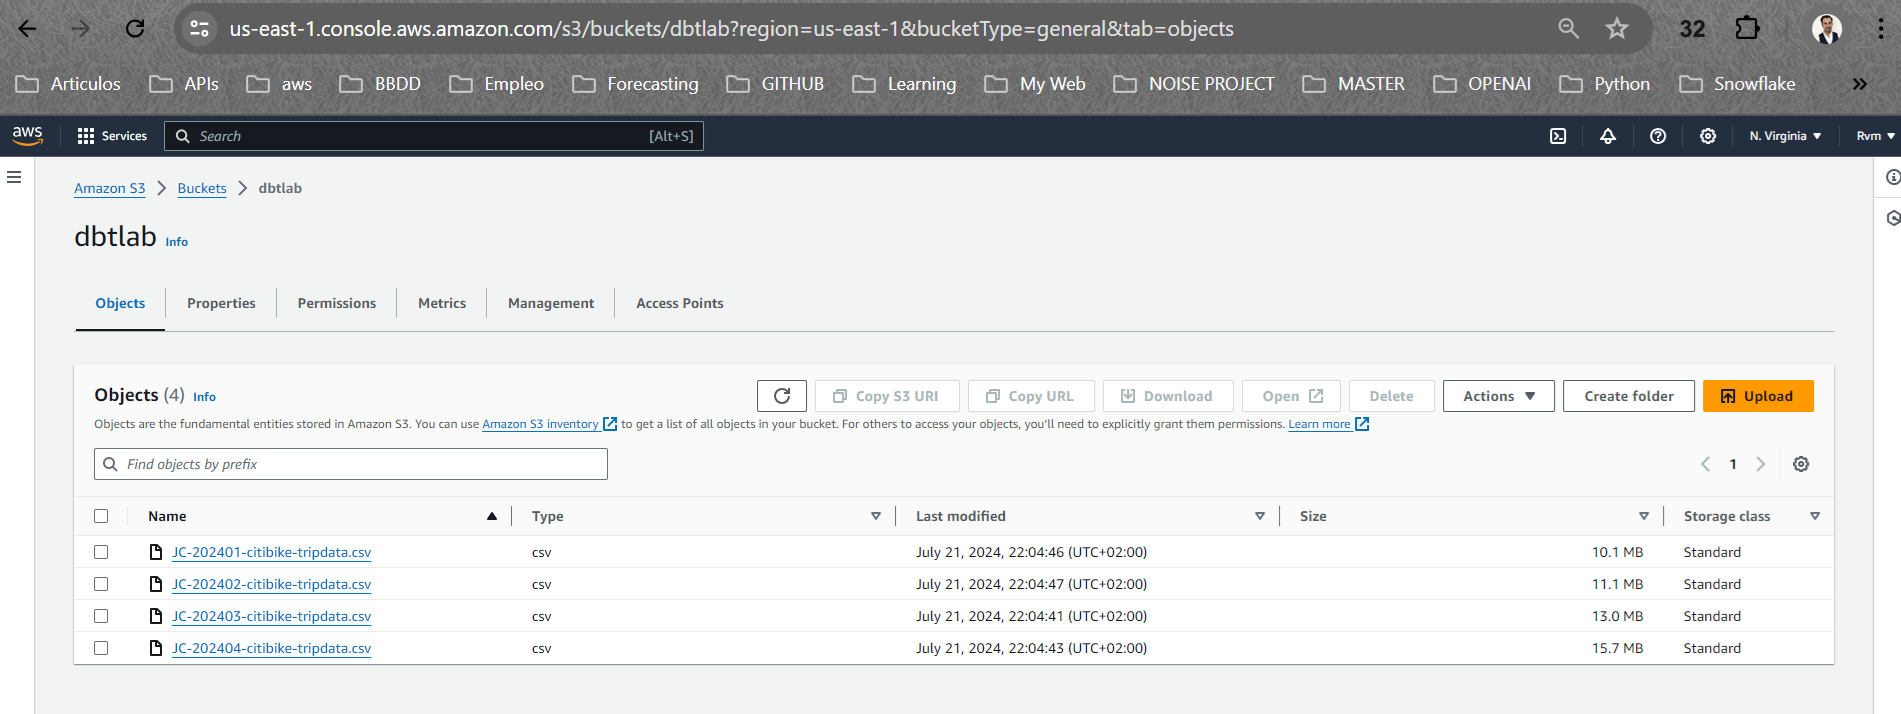 us-east-1.console.aws.amazon.com/s3/buckets/dbtlab?region=us-east-1&bucketType=general&tab=objects
32
Articulos APIs aws BBDD Empleo Forecasting GITHUB Learning My Web NOISE PROJECT MASTER OPENAI Python Snowflake »
aws Services Search [Alt+S] N. Virginia Rvm
Amazon S3 > Buckets > dbtlab
dbtlab Info
Objects Properties Permissions Metrics Management Access Points
Objects (4) Info Copy S3 URI Copy URL Download Open Delete Actions Create folder Upload
Objects are the fundamental entities stored in Amazon S3. You can use Amazon S3 inventory to get a list of all objects in your bucket. For others to access your objects, you'll need to explicitly grant them permissions. Learn more
Find objects by prefix 1
Name Type Last modified Size Storage class
JC-202401-citibike-tripdata.csv csv July 21, 2024, 22:04:46 (UTC+02:00) 10.1 MB Standard
JC-202402-citibike-tripdata.csv csv July 21, 2024, 22:04:47 (UTC+02:00) 11.1 MB Standard
JC-202403-citibike-tripdata.csv csv July 21, 2024, 22:04:41 (UTC+02:00) 13.0 MB Standard
JC-202404-citibike-tripdata.csv csv July 21, 2024, 22:04:43 (UTC+02:00) 15.7 MB Standard